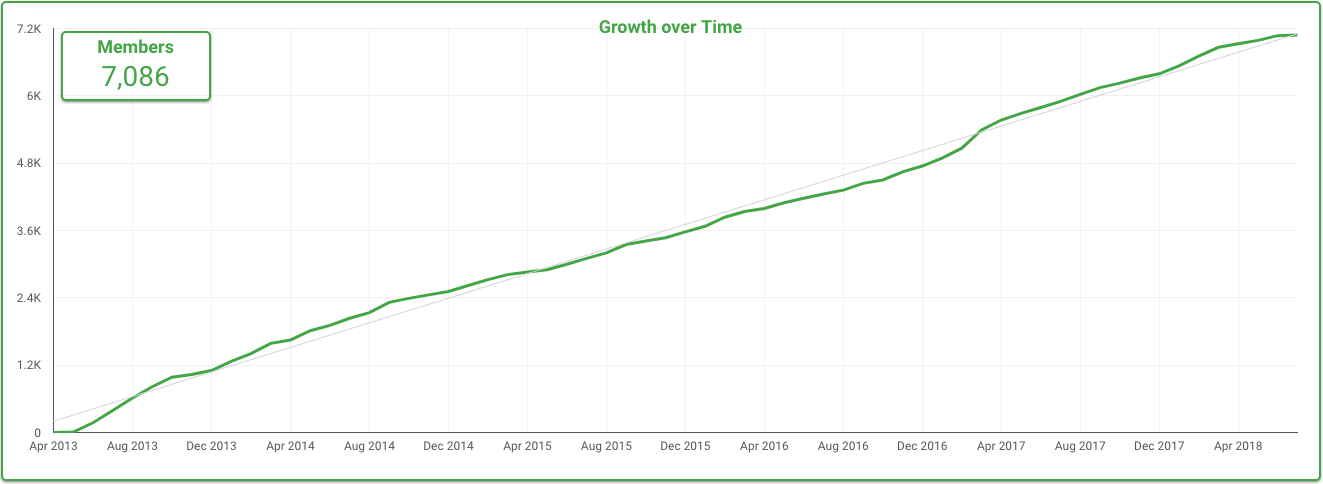 Growth over Time
Members
7,086
7.2K
6K
4.8K
3.6K
2.4K
1.2K
0
Apr 2013 Aug 2013 Dec 2013 Apr 2014 Aug 2014 Dec 2014 Apr 2015 Aug 2015 Dec 2015 Apr 2016 Aug 2016 Dec 2016 Apr 2017 Aug 2017 Dec 2017 Apr 2018